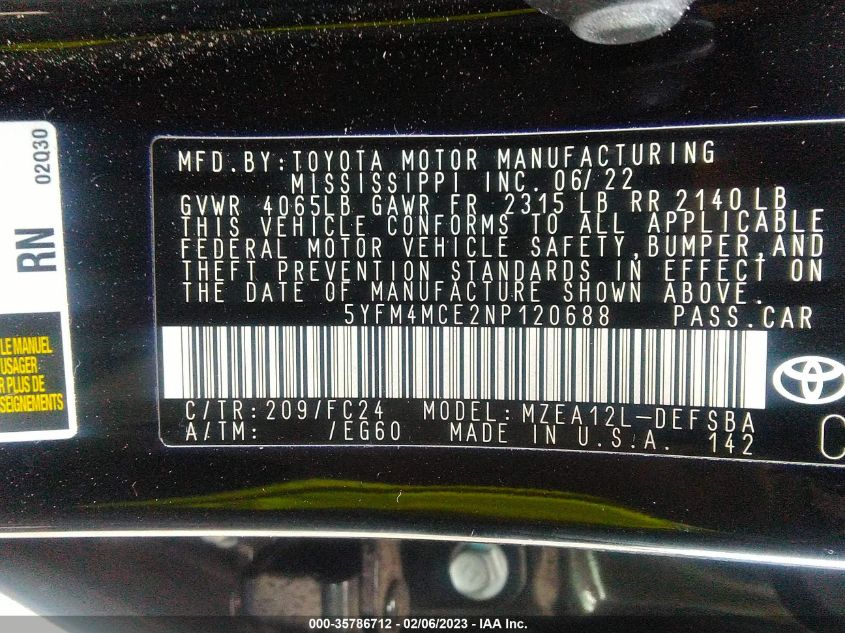 02Q30
RN
LE MANUEL
USAGER
R PLUS DE
SEIGNEMENTS
MFD.BY:TOYOTA MOTOR MANUFACTURING
MISSISSIPPI INC. 06/22
GVWR 4065LB GAWR FR 2315LB RR 2140LB
THIS VEHICLE CONFORMS TO ALL APPLICABLE
FEDERAL MOTOR VEHICLE SAFETY,BUMPER,AND
THEFT PREVENTION STANDARDS IN EFFECT ON
THE DATE OF MANUFACTURE SHOWN ABOVE.
5YFM4MCE2NP120688 PASS.CAR
C/TR:209/FC24 MODEL:MZEA12L-DEFSBA
A/TM: /EG60 MADE IN U.S.A. 142
C
000-35786712 - 02/06/2023 - IAA Inc.